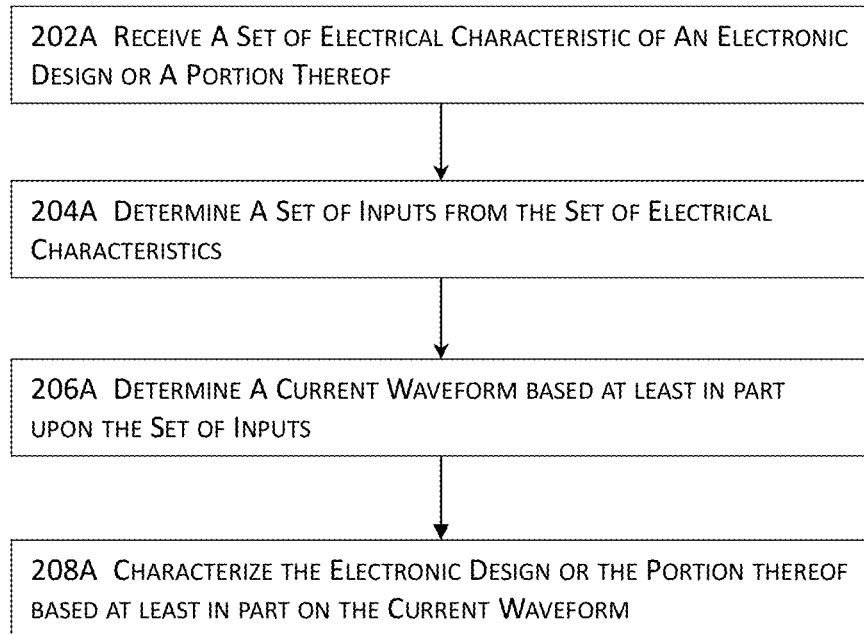 202A RECEIVE A SET OF ELECTRICAL CHARACTERISTIC OF AN ELECTRONIC
DESIGN OR A PORTION THEREOF
204A DETERMINE A SET OF INPUTS FROM THE SET OF ELECTRICAL
CHARACTERISTICS
206A DETERMINE A CURRENT WAVEFORM BASED AT LEAST IN PART
UPON THE SET OF INPUTS
208A CHARACTERIZE THE ELECTRONIC DESIGN OR THE PORTION THEREOF
BASED AT LEAST IN PART ON THE CURRENT WAVEFORM